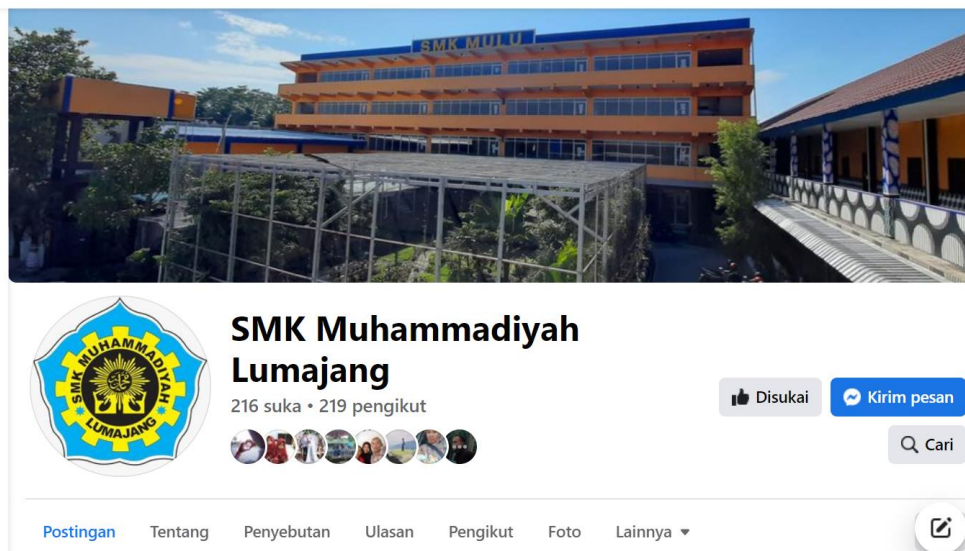 SMK MULU
SMK MUHAMMADIYAH
LUMAJANG
SMK Muhammadiyah
Lumajang
216 suka • 219 pengikut
Disukai
Kirim pesan
Cari
Postingan Tentang Penyebutan Ulasan Pengikut Foto Lainnya